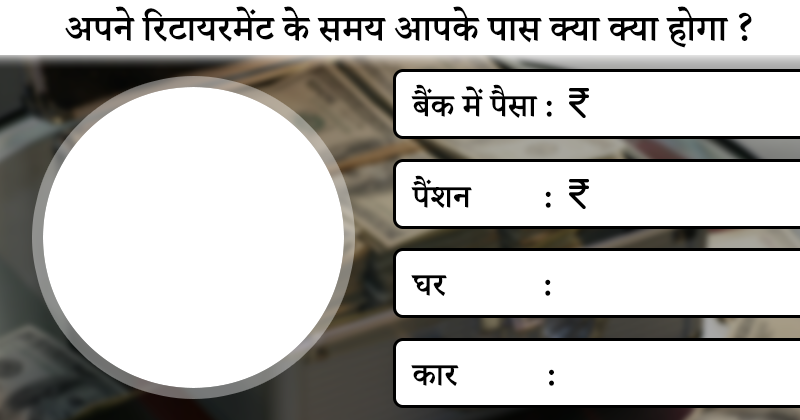 अपने रिटायरमेंट के समय आपके पास क्या क्या होगा ?
बैंक में पैसा : ₹
पैंशन : ₹
घर :
कार :